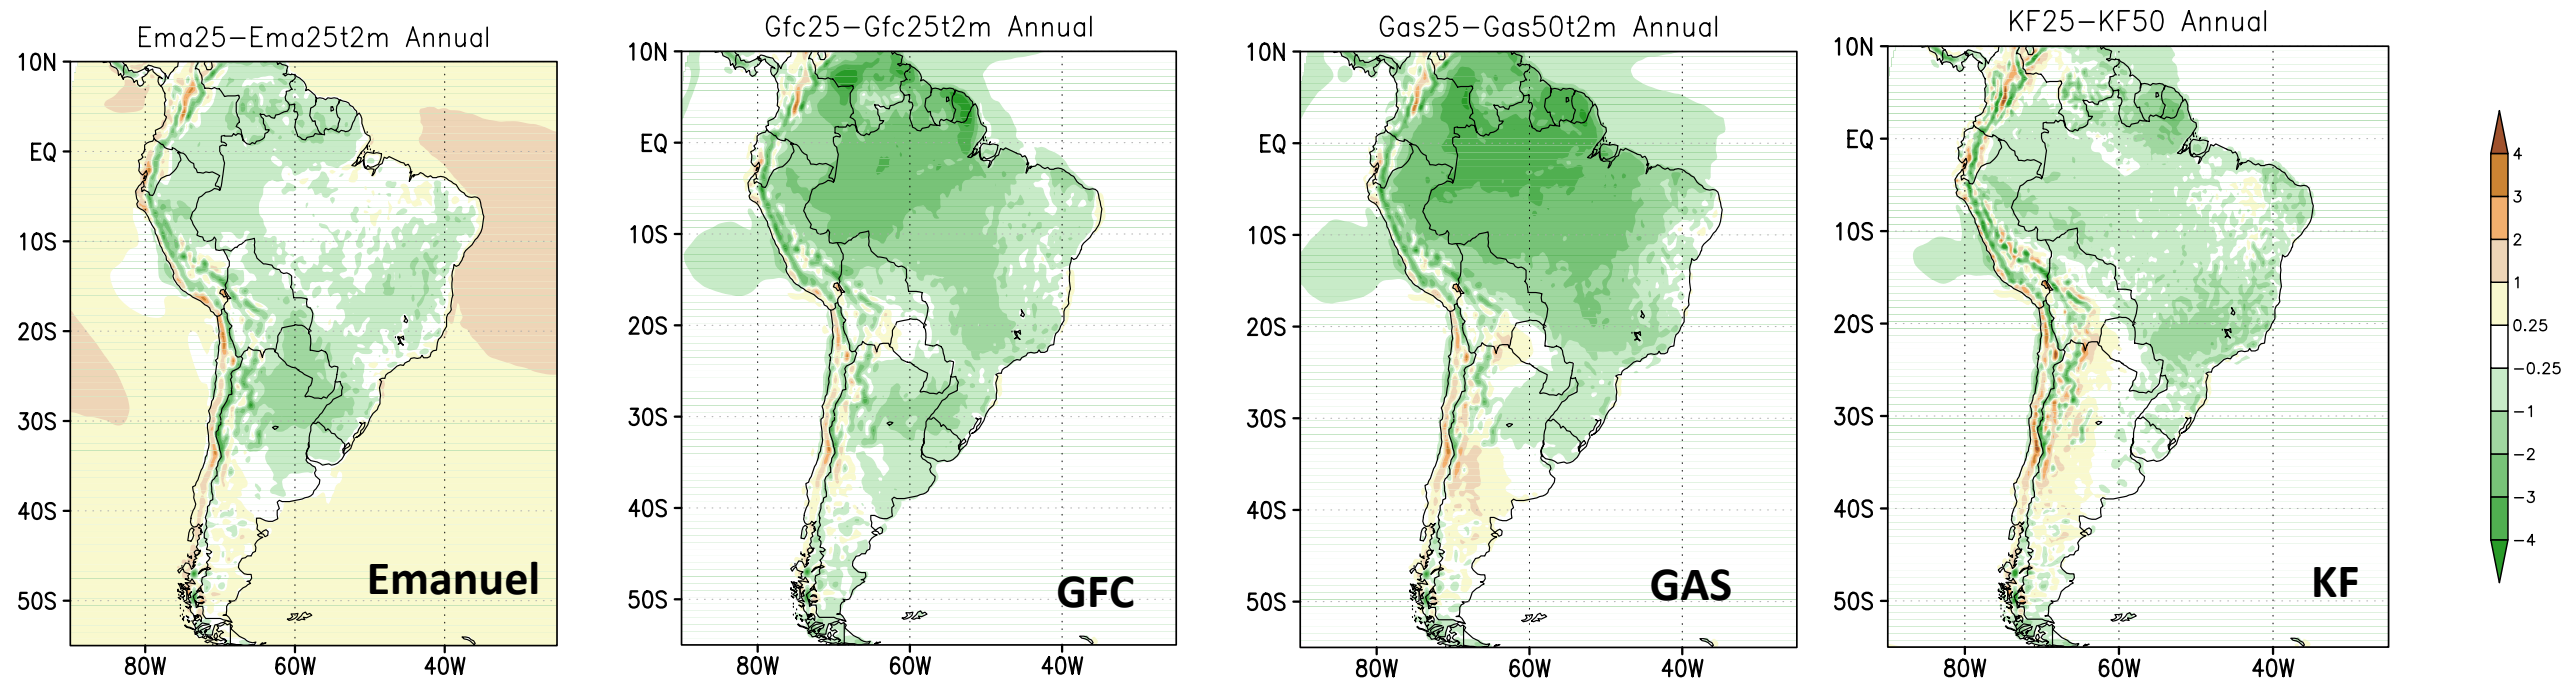 Ema25−Ema25t2m Annual
10N
EQ
10S
20S
30S
40S
50S
80W 60W 40W
Emanuel
Gfc25−Gfc25t2m Annual
10N
EQ
10S
20S
30S
40S
50S
80W 60W 40W
GFC
Gas25−Gas50t2m Annual
10N
EQ
10S
20S
30S
40S
50S
80W 60W 40W
GAS
KF25−KF50 Annual
10N
EQ
10S
20S
30S
40S
50S
80W 60W 40W
KF
4
3
2
1
0.25
−0.25
−1
−2
−3
−4